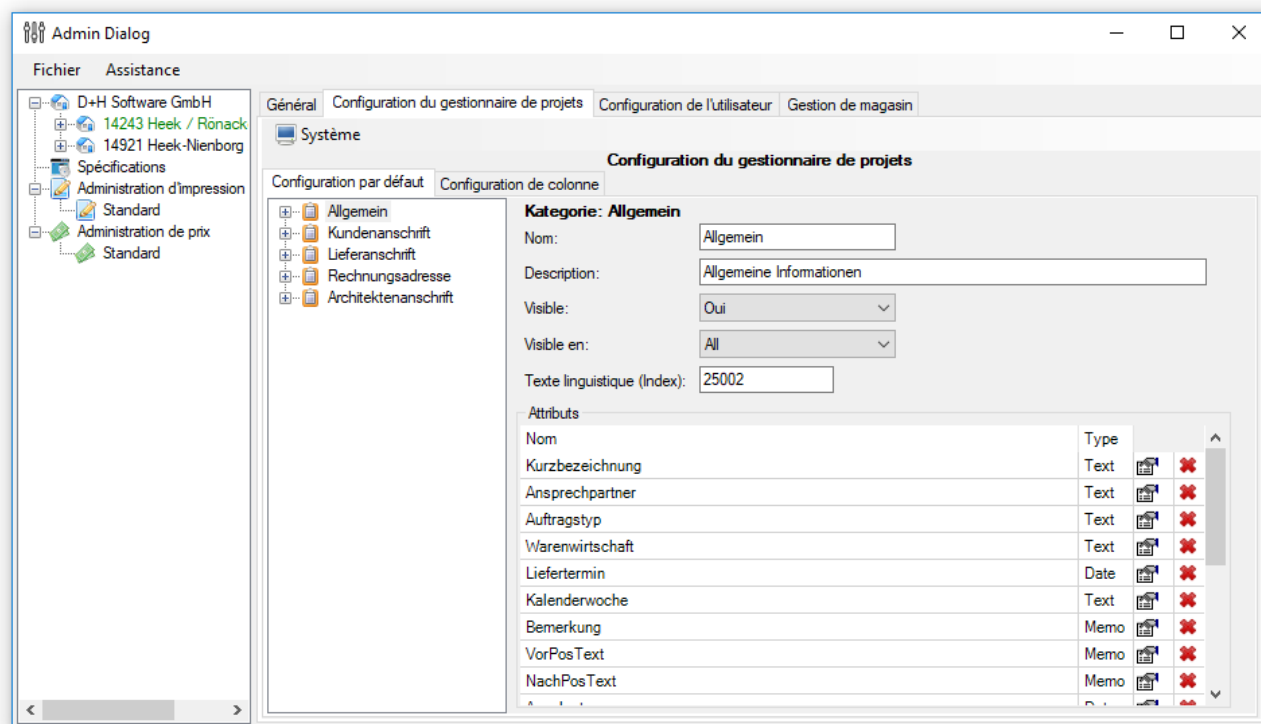 Admin Dialog
Fichier Assistance
D+H Software GmbH
14243 Heek / Rönack
14921 Heek-Nienborg
Spécifications
Administration d'impression
Standard
Administration de prix
Standard
Général Configuration du gestionnaire de projets Configuration de l'utilisateur Gestion de magasin
Système
Configuration du gestionnaire de projets
Configuration par défaut Configuration de colonne
Allgemein
Kundenanschrift
Lieferanschrift
Rechnungsadresse
Architektenanschrift
Kategorie: Allgemein
Nom: Allgemein
Description: Allgemeine Informationen
Visible: Oui
Visible en: All
Texte linguistique (Index): 25002
Attributs
Nom Type
Kurzbezeichnung Text
Ansprechpartner Text
Auftragstyp Text
Warenwirtschaft Text
Liefertermin Date
Kalenderwoche Text
Bemerkung Memo
VorPosText Memo
NachPosText Memo